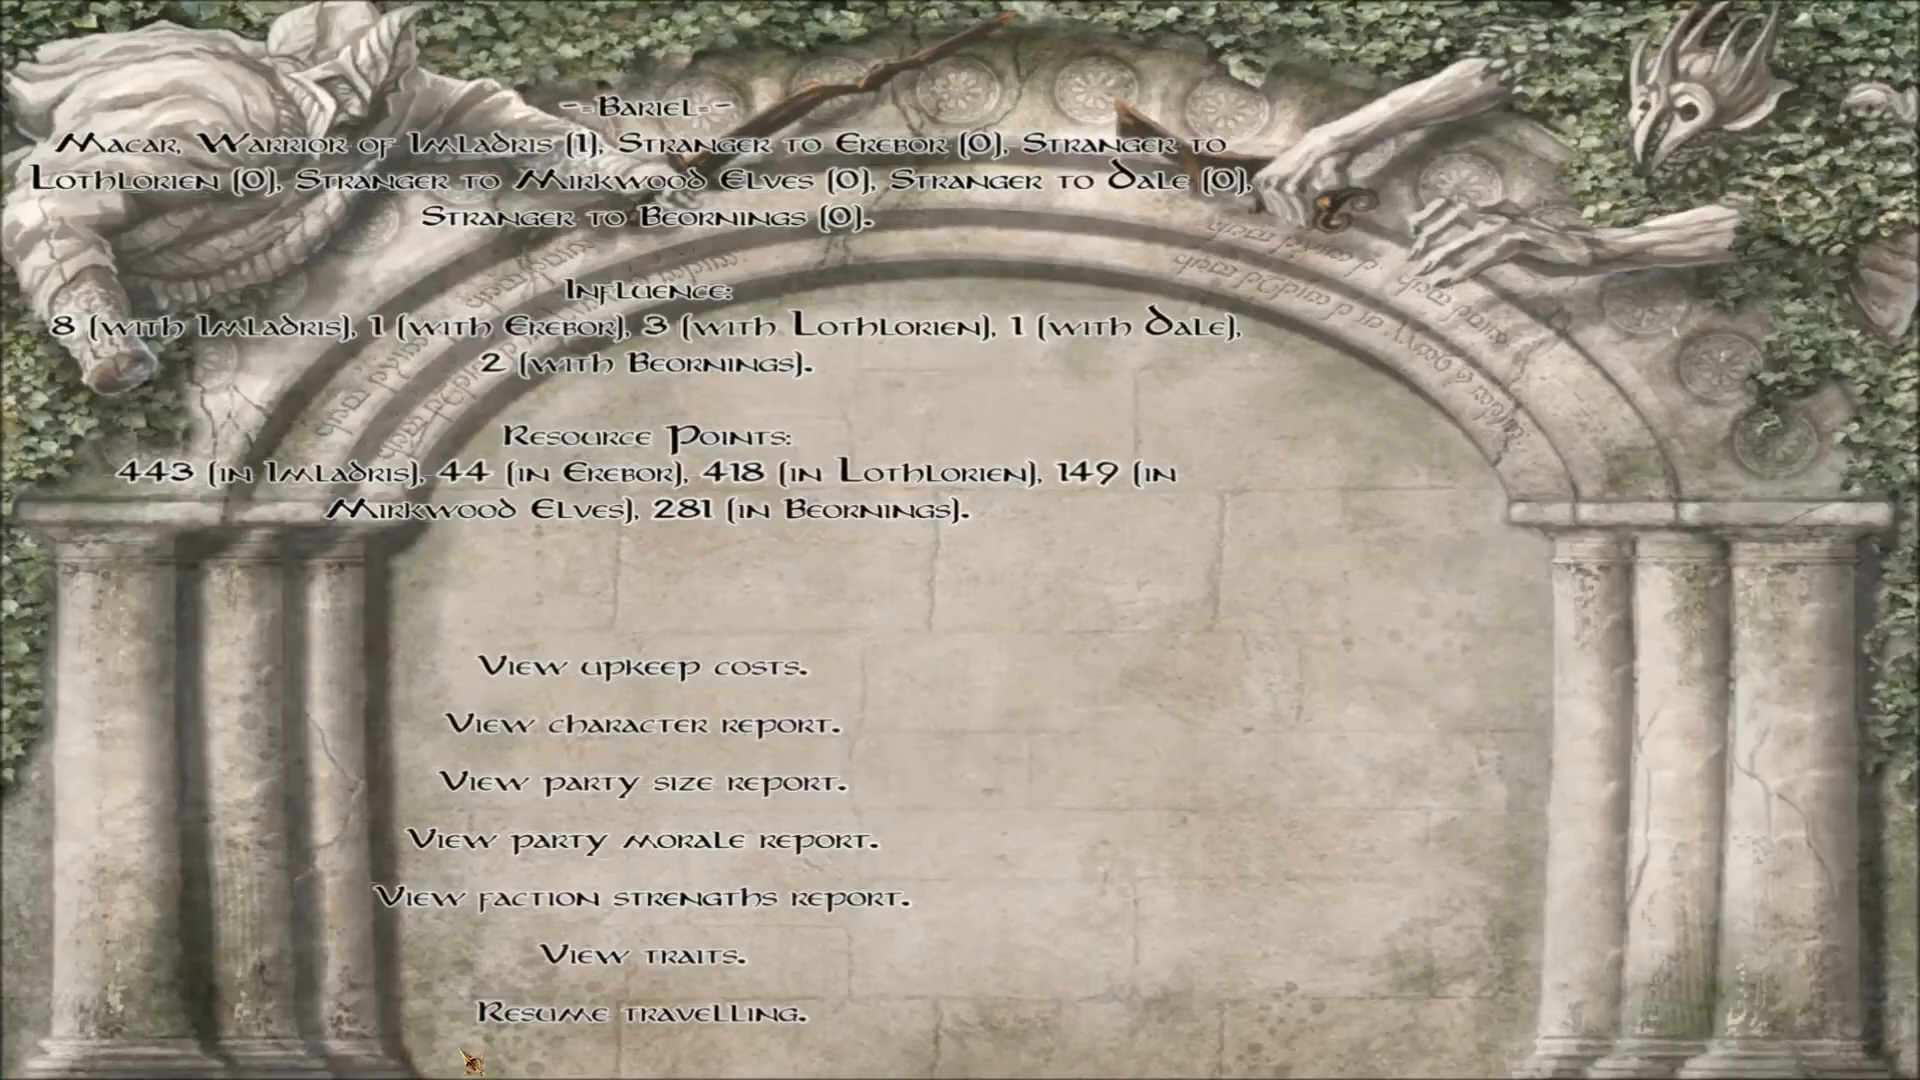 -=Bariel=-
Macar, Warrior of Imladris (1), Stranger to Erebor (0), Stranger to
Lothlorien (0), Stranger to Mirkwood Elves (0), Stranger to Dale (0),
Stranger to Beornings (0).
Influence:
8 (with Imladris), 1 (with Erebor), 3 (with Lothlorien), 1 (with Dale),
2 (with Beornings).
Resource Points:
443 (in Imladris), 44 (in Erebor), 418 (in Lothlorien), 149 (in
Mirkwood Elves), 281 (in Beornings).
View upkeep costs.
View character report.
View party size report.
View party morale report.
View faction strengths report.
View traits.
Resume travelling.